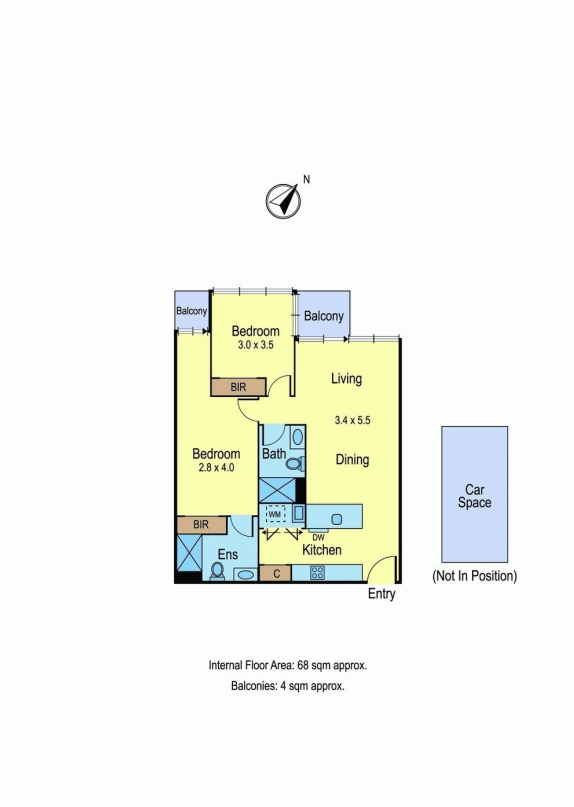 N
Balcony
Bedroom
3.0 x 3.5
Balcony
BIR
Living
3.4 x 5.5
Bath
Bedroom
2.8 x 4.0
Dining
Car
Space
WM
BIR
DW
Ens
Kitchen
C
(Not In Position)
Entry
Internal Floor Area: 68 sqm approx.
Balconies: 4 sqm approx.